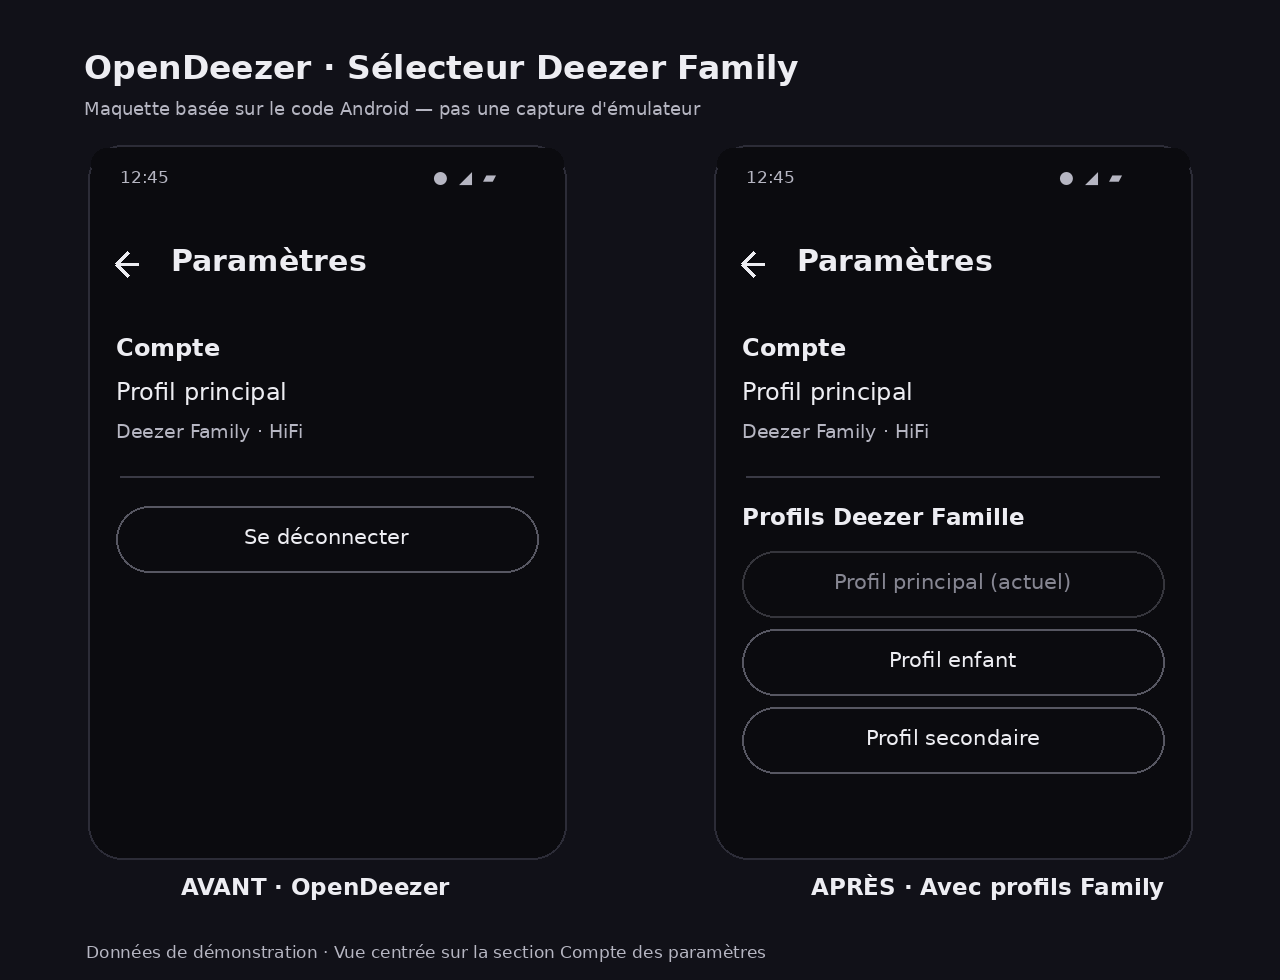 OpenDeezer · Sélecteur Deezer Family
Maquette basée sur le code Android — pas une capture d'émulateur
12:45
Paramètres
Compte
Profil principal
Deezer Family · HiFi
Se déconnecter
AVANT · OpenDeezer
12:45
Paramètres
Compte
Profil principal
Deezer Family · HiFi
Profils Deezer Famille
Profil principal (actuel)
Profil enfant
Profil secondaire
APRÈS · Avec profils Family
Données de démonstration · Vue centrée sur la section Compte des paramètres